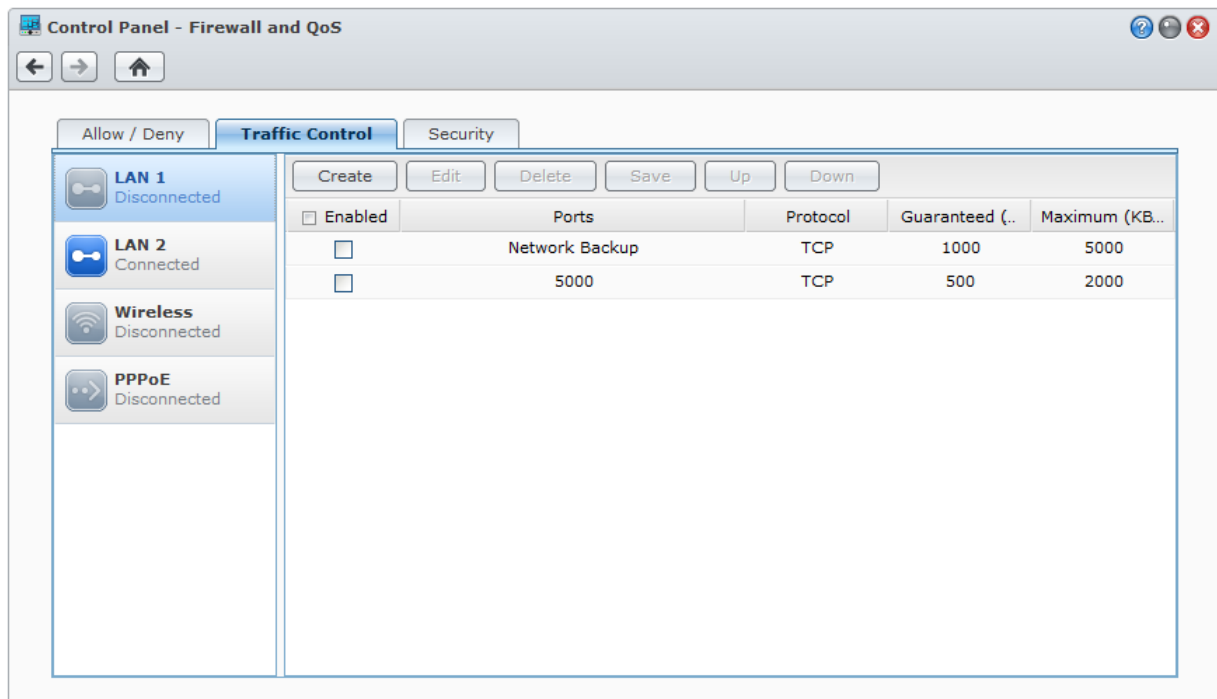 Control Panel - Firewall and QoS
Allow / Deny Traffic Control Security
LAN 1
Disconnected
LAN 2
Connected
Wireless
Disconnected
PPPoE
Disconnected
Create Edit Delete Save Up Down
Enabled Ports Protocol Guaranteed (.. Maximum (KB...
Network Backup TCP 1000 5000
5000 TCP 500 2000